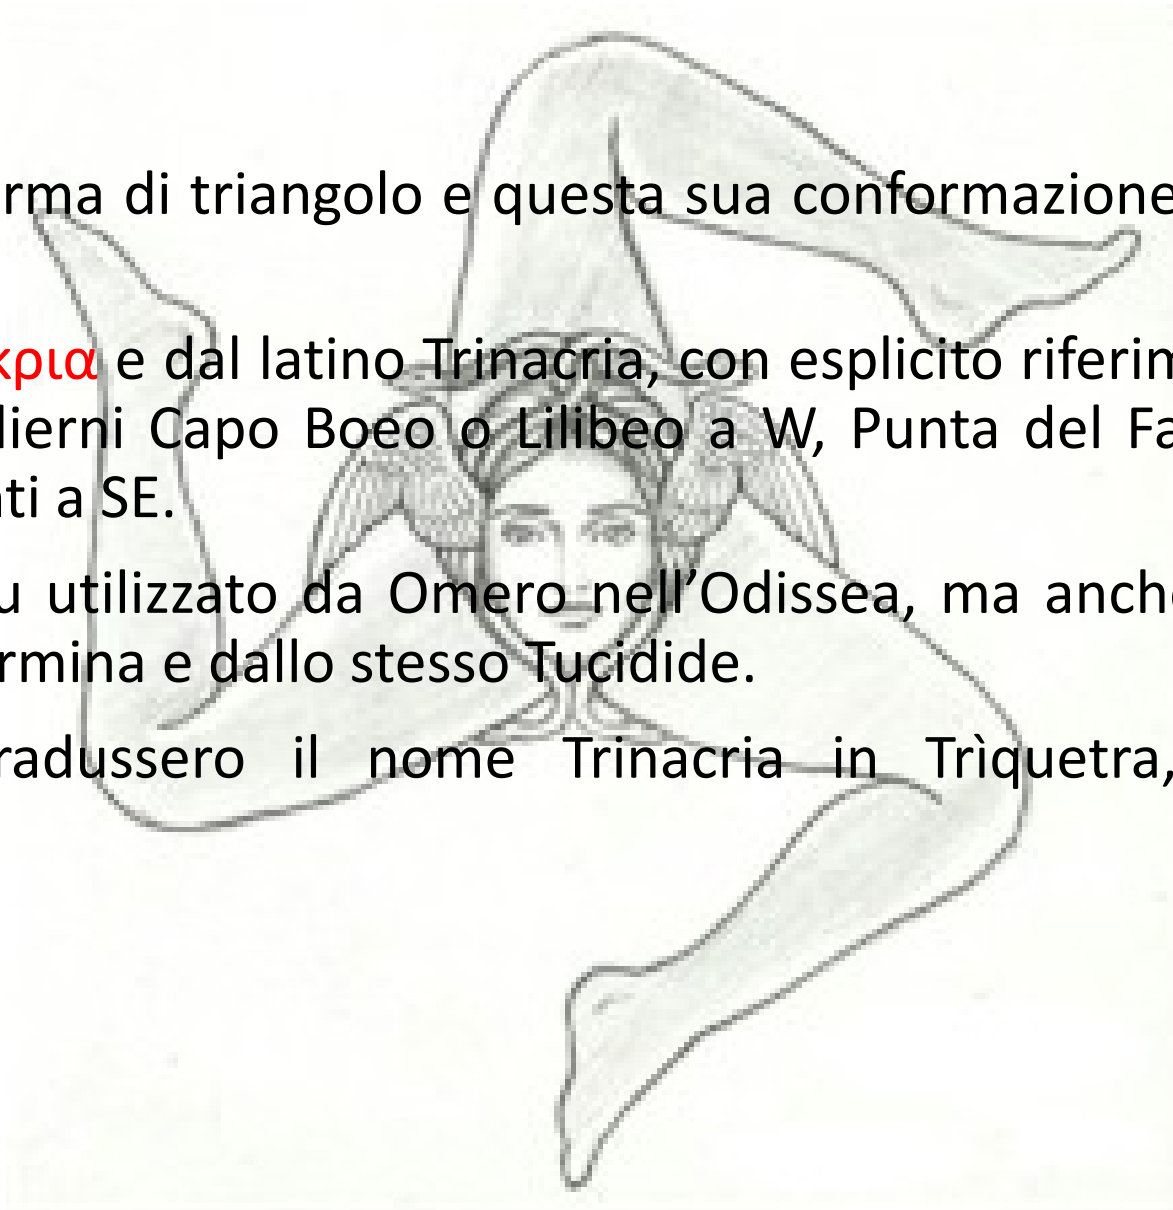 rma di triangolo e questa sua conformazione
κρια e dal latino Trinacria, con esplicito riferim
lierni Capo Boeo o Lilibeo a W, Punta del Fa
ti a SE.
u utilizzato da Omero nell’Odissea, ma anche
rmina e dallo stesso Tucidide.
radussero il nome Trinacria in Trìquetra,